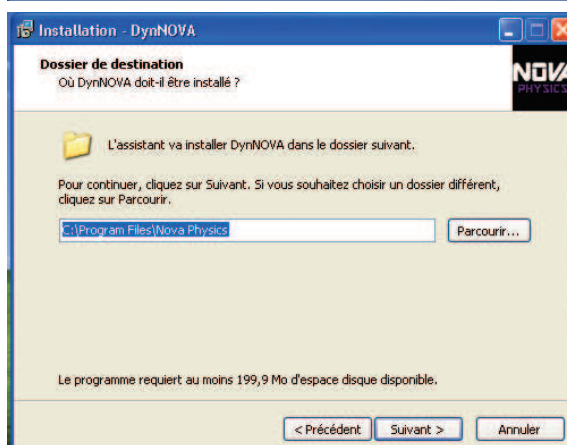 Installation - DynNOVA
Dossier de destination
Où DynNOVA doit-il être installé ?
NOVA
PHYSICS
L'assistant va installer DynNOVA dans le dossier suivant.
Pour continuer, cliquez sur Suivant. Si vous souhaitez choisir un dossier différent,
cliquez sur Parcourir.
C:\Program Files\Nova Physics
Parcourir...
Le programme requiert au moins 199,9 Mo d'espace disque disponible.
< Précédent
Suivant >
Annuler